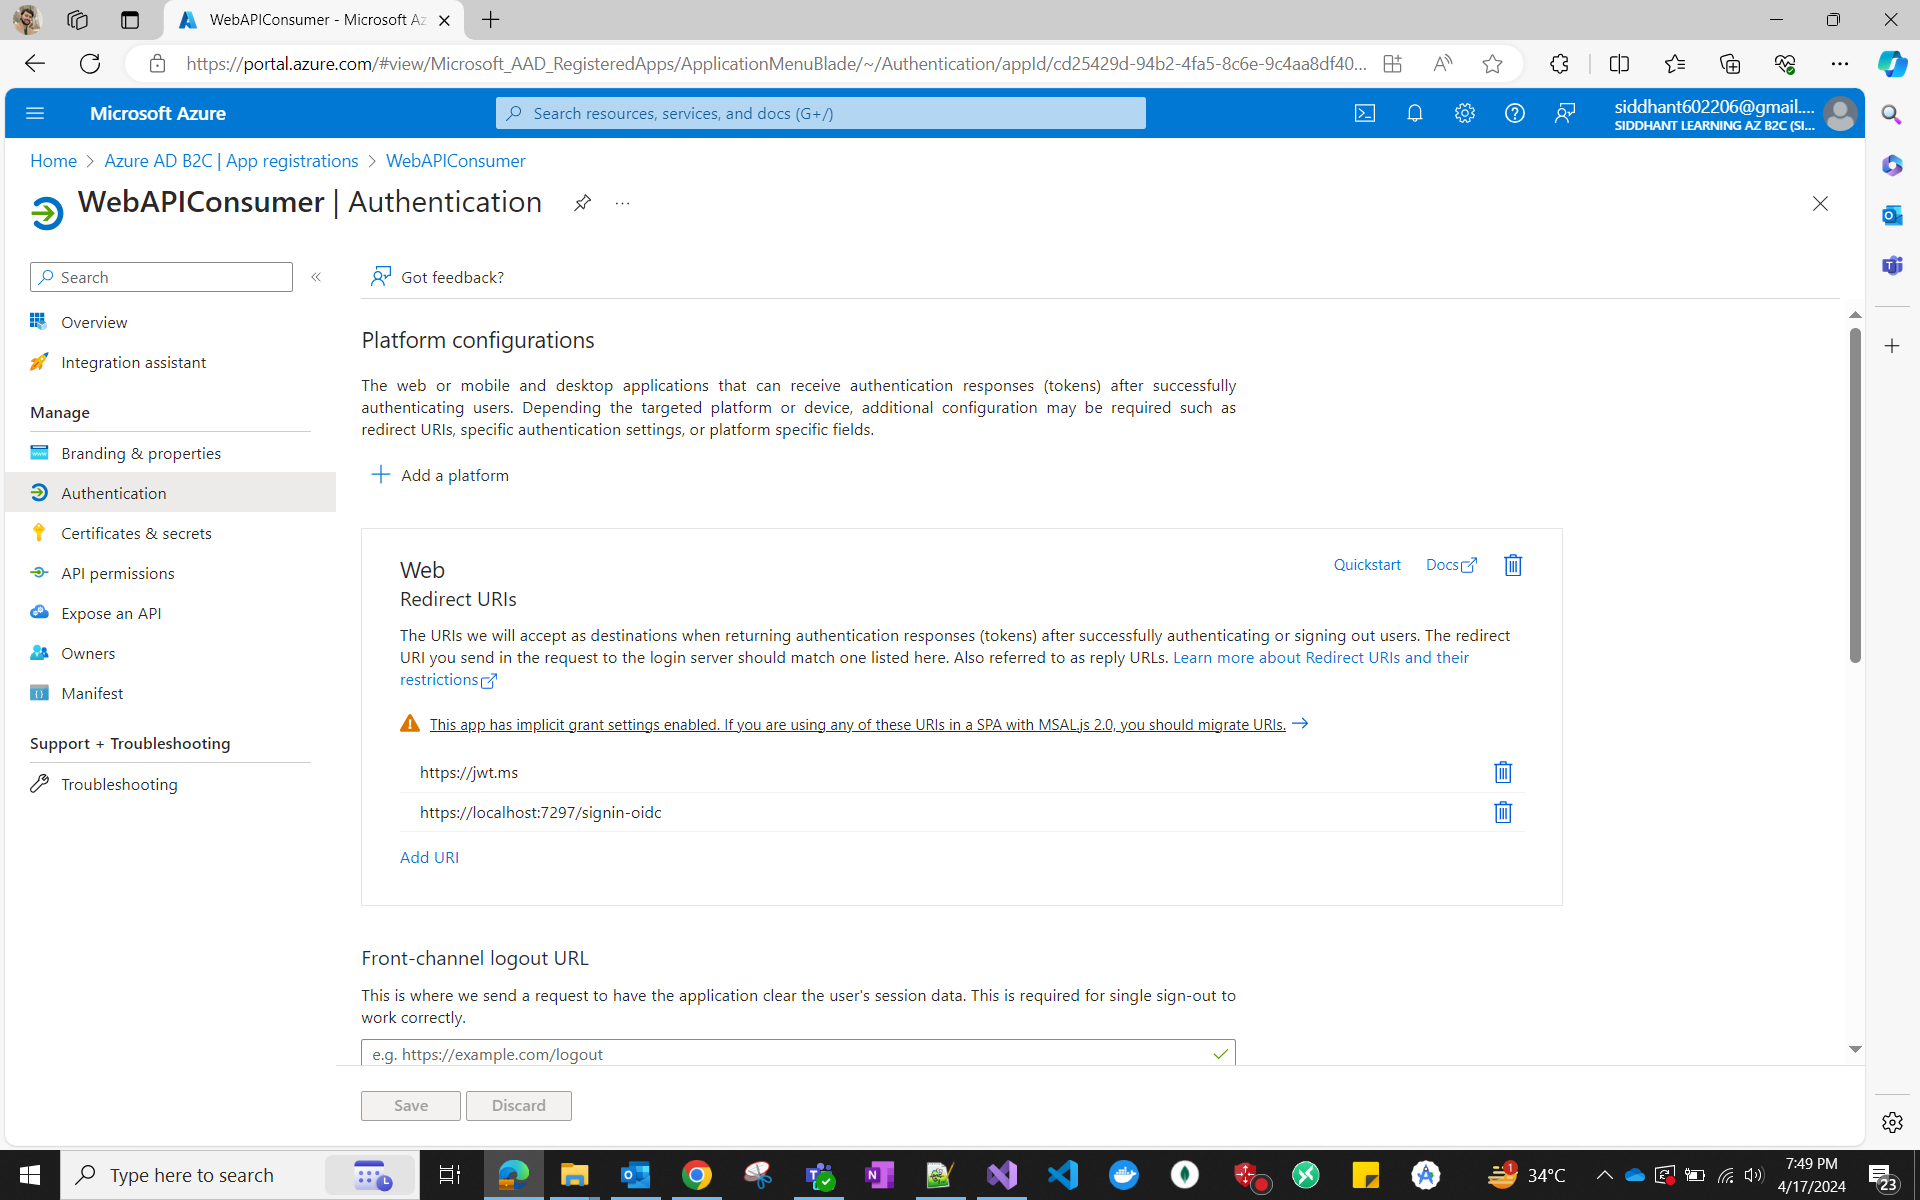 WebAPIConsumer - Microsoft Az
https://portal.azure.com/#view/Microsoft_AAD_RegisteredApps/ApplicationMenuBlade/~/Authentication/appId/cd25429d-94b2-4fa5-8c6e-9c4aa8df40...
Microsoft Azure
Search resources, services, and docs (G+/)
siddhant602206@gmail....
SIDDHANT LEARNING AZ B2C (SI...
Home > Azure AD B2C | App registrations > WebAPIConsumer
WebAPIConsumer | Authentication
...
Search
Overview
Integration assistant
Manage
Branding & properties
Authentication
Certificates & secrets
API permissions
Expose an API
Owners
Manifest
Support + Troubleshooting
Troubleshooting
Got feedback?
Platform configurations
The web or mobile and desktop applications that can receive authentication responses (tokens) after successfully
authenticating users. Depending the targeted platform or device, additional configuration may be required such as
redirect URIs, specific authentication settings, or platform specific fields.
Add a platform
Web
Quickstart
Docs
Redirect URIs
The URIs we will accept as destinations when returning authentication responses (tokens) after successfully authenticating or signing out users. The redirect
URI you send in the request to the login server should match one listed here. Also referred to as reply URLs. Learn more about Redirect URIs and their
restrictions
This app has implicit grant settings enabled. If you are using any of these URIs in a SPA with MSAL.js 2.0, you should migrate URIs.
https://jwt.ms
https://localhost:7297/signin-oidc
Add URI
Front-channel logout URL
This is where we send a request to have the application clear the user's session data. This is required for single sign-out to
work correctly.
e.g. https://example.com/logout
Save
Discard
Type here to search
1
34°C
7:49 PM
4/17/2024
23